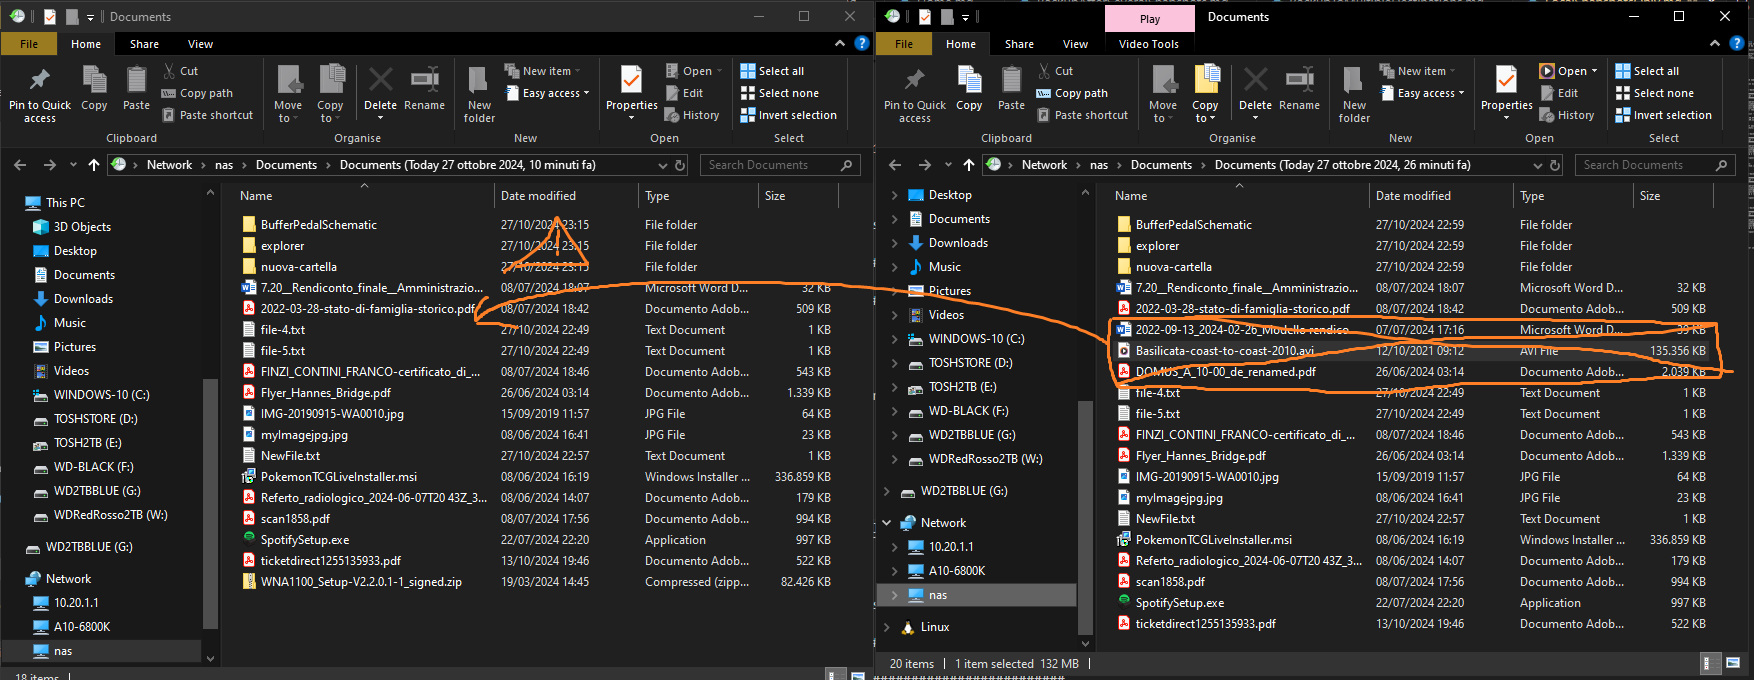 Documents
File Home Share View
Pin to Quick access
Copy
Paste
Cut
Copy path
Paste shortcut
Clipboard
Move to
Copy to
Delete
Rename
Organise
New folder
New item
Easy access
New
Properties
Open
Edit
History
Open
Select all
Select none
Invert selection
Select
Network > nas > Documents > Documents (Today 27 ottobre 2024, 10 minuti fa)
Search Documents
This PC
3D Objects
Desktop
Documents
Downloads
Music
Pictures
Videos
WINDOWS-10 (C:)
TOSHSTORE (D:)
TOSH2TB (E:)
WD-BLACK (F:)
WD2TBBLUE (G:)
WDRedRosso2TB (W:)
WD2TBBLUE (G:)
Network
10.20.1.1
A10-6800K
nas
Name Date modified Type Size
BufferPedalSchematic 27/10/2024 23:15 File folder
explorer 27/10/2024 23:15 File folder
nuova-cartella 27/10/2024 23:15 File folder
7.20__Rendiconto_finale__Amministrazio... 08/07/2024 18:07 Microsoft Word D... 32 KB
2022-03-28-stato-di-famiglia-storico.pdf 08/07/2024 18:42 Documento Adob... 509 KB
file-4.txt 27/10/2024 22:49 Text Document 1 KB
file-5.txt 27/10/2024 22:49 Text Document 1 KB
FINZI_CONTINI_FRANCO-certificato_di_... 08/07/2024 18:46 Documento Adob... 543 KB
Flyer_Hannes_Bridge.pdf 26/06/2024 03:14 Documento Adob... 1.339 KB
IMG-20190915-WA0010.jpg 15/09/2019 11:57 JPG File 64 KB
myImagejpg.jpg 08/06/2024 16:41 JPG File 23 KB
NewFile.txt 27/10/2024 22:57 Text Document 1 KB
PokemonTCGLiveInstaller.msi 08/06/2024 16:19 Windows Installer ... 336.859 KB
Referto_radiologico_2024-06-07T20 43Z_3... 08/06/2024 14:07 Documento Adob... 179 KB
scan1858.pdf 08/07/2024 17:56 Documento Adob... 994 KB
SpotifySetup.exe 22/07/2024 22:20 Application 997 KB
ticketdirect1255135933.pdf 13/10/2024 19:46 Documento Adob... 522 KB
WNA1100_Setup-V2.2.0.1-1_signed.zip 19/03/2024 14:45 Compressed (zipp... 82.426 KB
18 items
Play
Documents
File Home Share View Video Tools
Pin to Quick access
Copy
Paste
Cut
Copy path
Paste shortcut
Clipboard
Move to
Copy to
Delete
Rename
Organise
New folder
New item
Easy access
New
Properties
Open
Edit
History
Open
Select all
Select none
Invert selection
Select
Network > nas > Documents > Documents (Today 27 ottobre 2024, 26 minuti fa)
Search Documents
Desktop
Documents
Downloads
Music
Pictures
Videos
WINDOWS-10 (C:)
TOSHSTORE (D:)
TOSH2TB (E:)
WD-BLACK (F:)
WD2TBBLUE (G:)
WDRedRosso2TB (W:)
WD2TBBLUE (G:)
Network
10.20.1.1
A10-6800K
nas
Linux
Name Date modified Type Size
BufferPedalSchematic 27/10/2024 22:59 File folder
explorer 27/10/2024 22:59 File folder
nuova-cartella 27/10/2024 22:59 File folder
7.20__Rendiconto_finale__Amministrazio... 08/07/2024 18:07 Microsoft Word D... 32 KB
2022-03-28-stato-di-famiglia-storico.pdf 08/07/2024 18:42 Documento Adob... 509 KB
2022-09-13_2024-02-26_Modello-rendico... 07/07/2024 17:16 Microsoft Word D... KB
Basilicata-coast-to-coast-2010.avi 12/10/2021 09:12 AVI File 135.356 KB
DOMUS_A_10-00_de_renamed.pdf 26/06/2024 03:14 Documento Adob... 2.039 KB
file-4.txt 27/10/2024 22:49 Text Document 1 KB
file-5.txt 27/10/2024 22:49 Text Document 1 KB
FINZI_CONTINI_FRANCO-certificato_di_... 08/07/2024 18:46 Documento Adob... 543 KB
Flyer_Hannes_Bridge.pdf 26/06/2024 03:14 Documento Adob... 1.339 KB
IMG-20190915-WA0010.jpg 15/09/2019 11:57 JPG File 64 KB
myImagejpg.jpg 08/06/2024 16:41 JPG File 23 KB
NewFile.txt 27/10/2024 22:57 Text Document 1 KB
PokemonTCGLiveInstaller.msi 08/06/2024 16:19 Windows Installer ... 336.859 KB
Referto_radiologico_2024-06-07T20 43Z_3... 08/06/2024 14:07 Documento Adob... 179 KB
scan1858.pdf 08/07/2024 17:56 Documento Adob... 994 KB
SpotifySetup.exe 22/07/2024 22:20 Application 997 KB
ticketdirect1255135933.pdf 13/10/2024 19:46 Documento Adob... 522 KB
20 items 1 item selected 132 MB